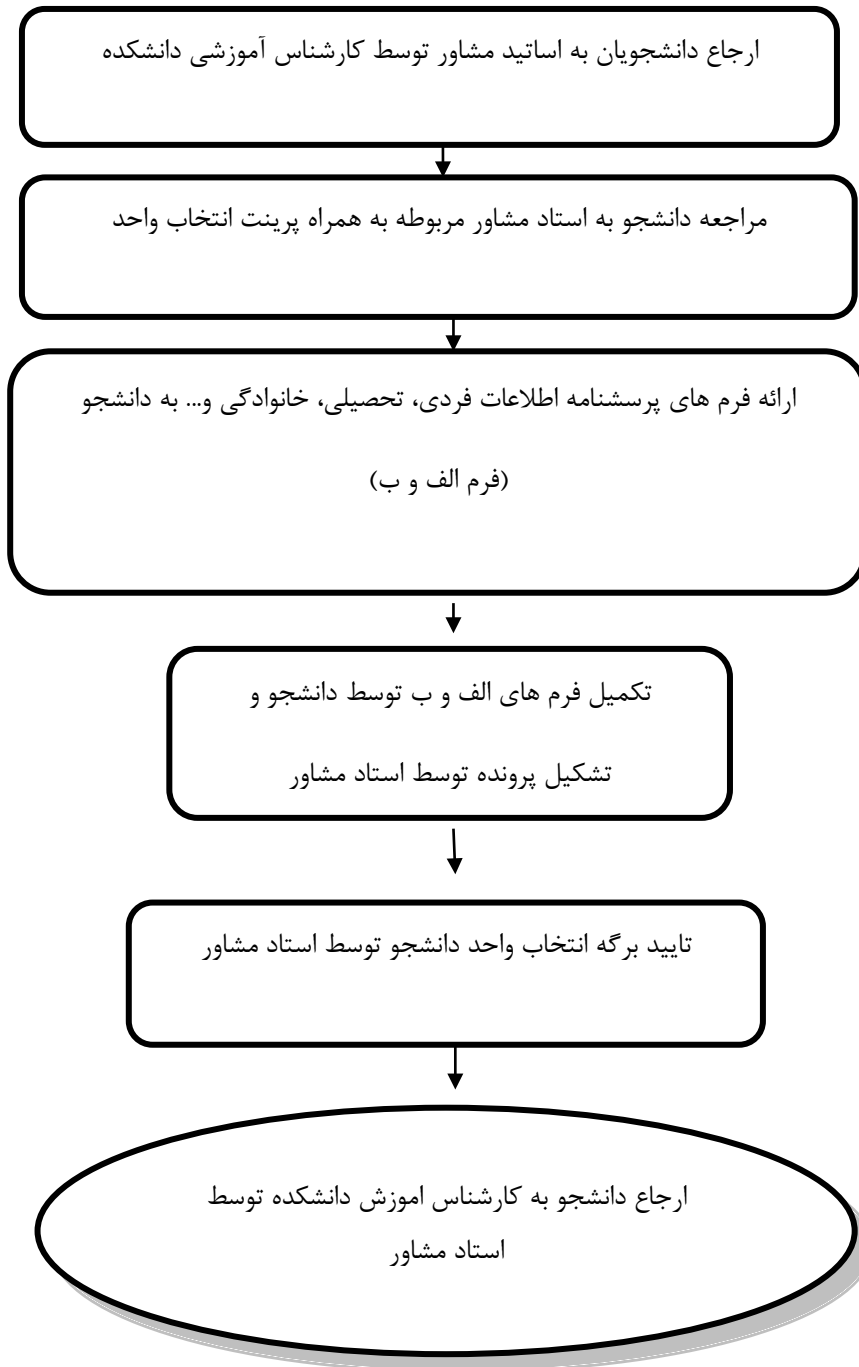 ارجاع دانشجویان به اساتید مشاور توسط کارشناس آموزشی دانشکده
مراجعه دانشجو به استاد مشاور مربوطه به همراه پرینت انتخاب واحد
ارائه فرم های پرسشنامه اطلاعات فردی، تحصیلی، خانوادگی و... به دانشجو
(فرم الف و ب)
تکمیل فرم های الف و ب توسط دانشجو و
تشکیل پرونده توسط استاد مشاور
تایید برگه انتخاب واحد دانشجو توسط استاد مشاور
ارجاع دانشجو به کارشناس اموزش دانشکده توسط
استاد مشاور